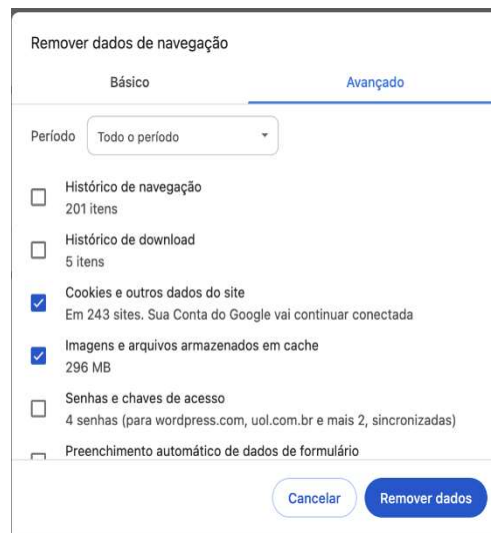 Remover dados de navegação
Básico Avançado
Período Todo o período
Histórico de navegação
201 itens
Histórico de download
5 itens
Cookies e outros dados do site
Em 243 sites. Sua Conta do Google vai continuar conectada
Imagens e arquivos armazenados em cache
296 MB
Senhas e chaves de acesso
4 senhas (para wordpress.com, uol.com.br e mais 2, sincronizadas)
Preenchimento automático de dados de formulário
Cancelar Remover dados